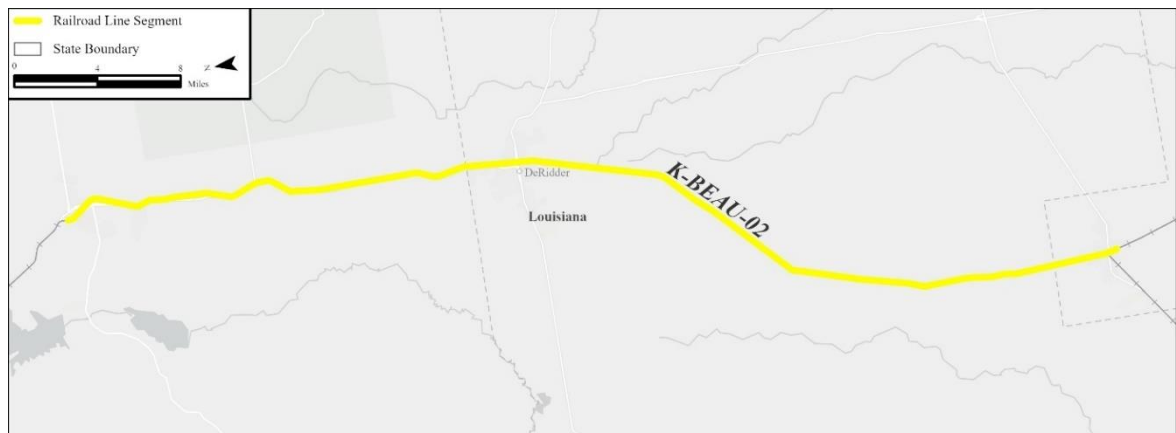 Railroad Line Segment
State Boundary
0 4 8
Z
Miles
DeRidder
K-BEAU-02
Louisiana